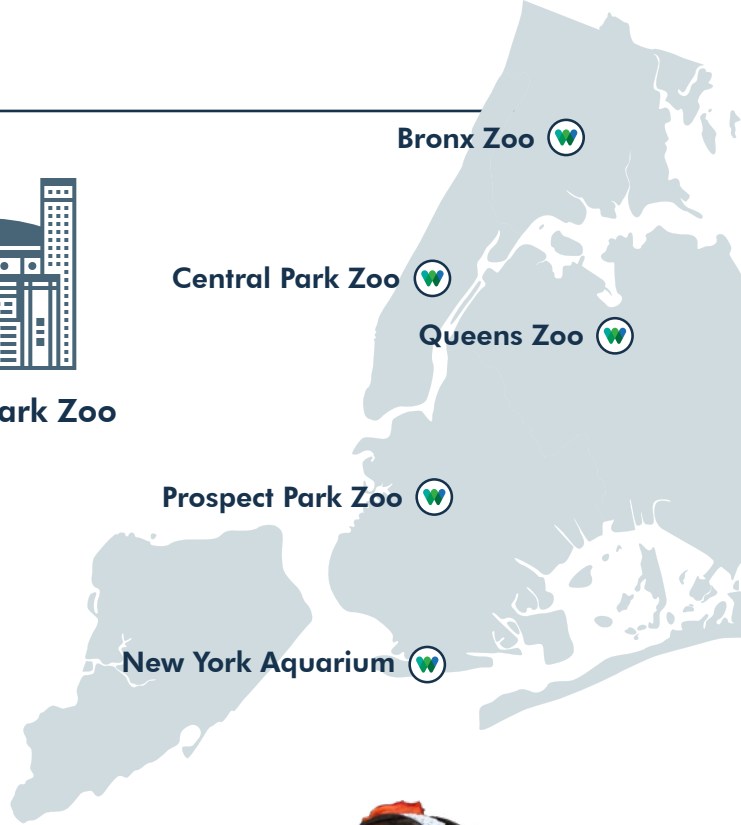 Bronx Zoo
Central Park Zoo
Queens Zoo
ark Zoo
Prospect Park Zoo
New York Aquarium